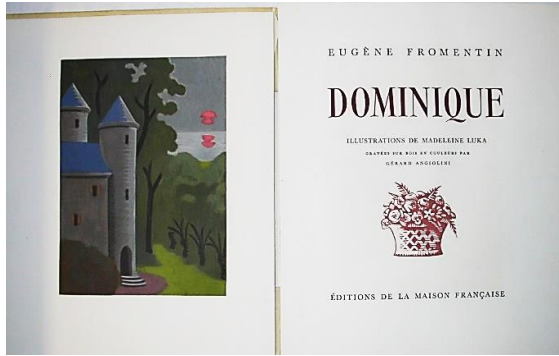 EUGÈNE FROMENTIN
DOMINIQUE
ILLUSTRATIONS DE MADELEINE LUKA
GRAVÉES SUR BOIS EN COULEURS PAR
GÉRARD ANGIOLINI
ÉDITIONS DE LA MAISON FRANÇAISE